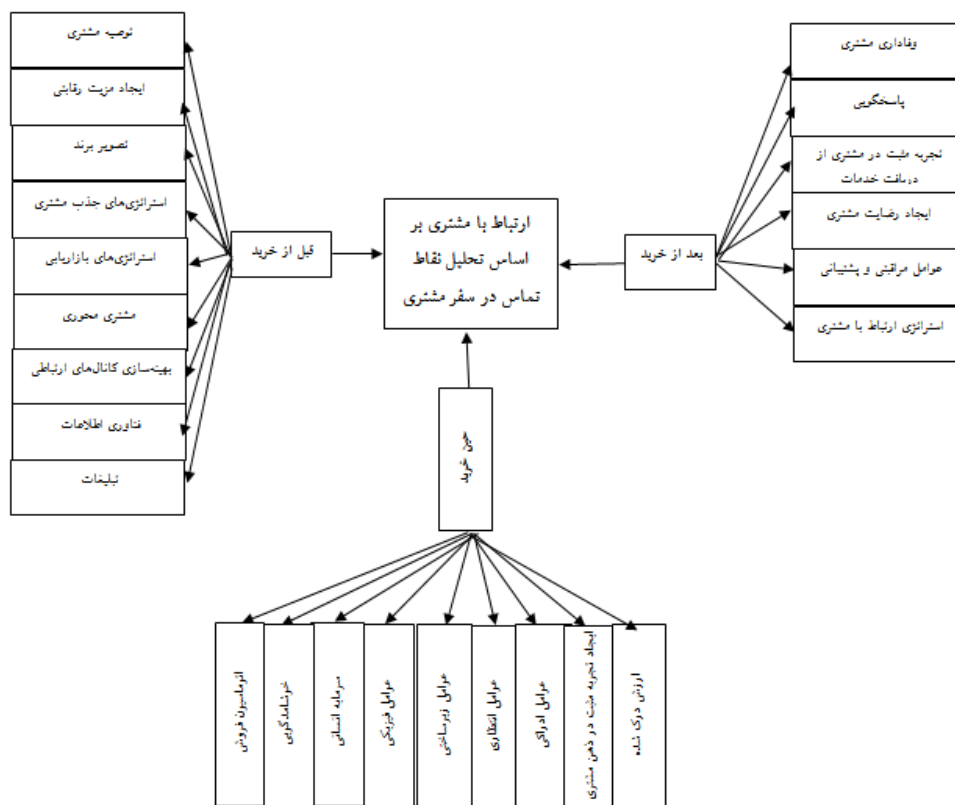 توصیه مشتری
ایجاد مزیت رقابتی
تصویر برند
استراتژی‌های جذب مشتری
استراتژی‌های بازاریابی
مشتری محوری
بهینه‌سازی کانال‌های ارتباطی
فناوری اطلاعات
تبلیغات
قبل از خرید
ارتباط با مشتری بر
اساس تحلیل نقاط
تماس در سفر مشتری
بعد از خرید
وفاداری مشتری
پاسخگویی
تجربه مثبت در مشتری از
دریافت خدمات
ایجاد رضایت مشتری
عوامل مراقبتی و پشتیبانی
استراتژی ارتباط با مشتری
حین خرید
اتوماسیون فروش
خوشامدگویی
سرمایه انسانی
عوامل فیزیکی
عوامل زیرساختی
عوامل انتظاری
عوامل ادراکی
ایجاد تجربه مثبت در ذهن مشتری
ارزش درک شده